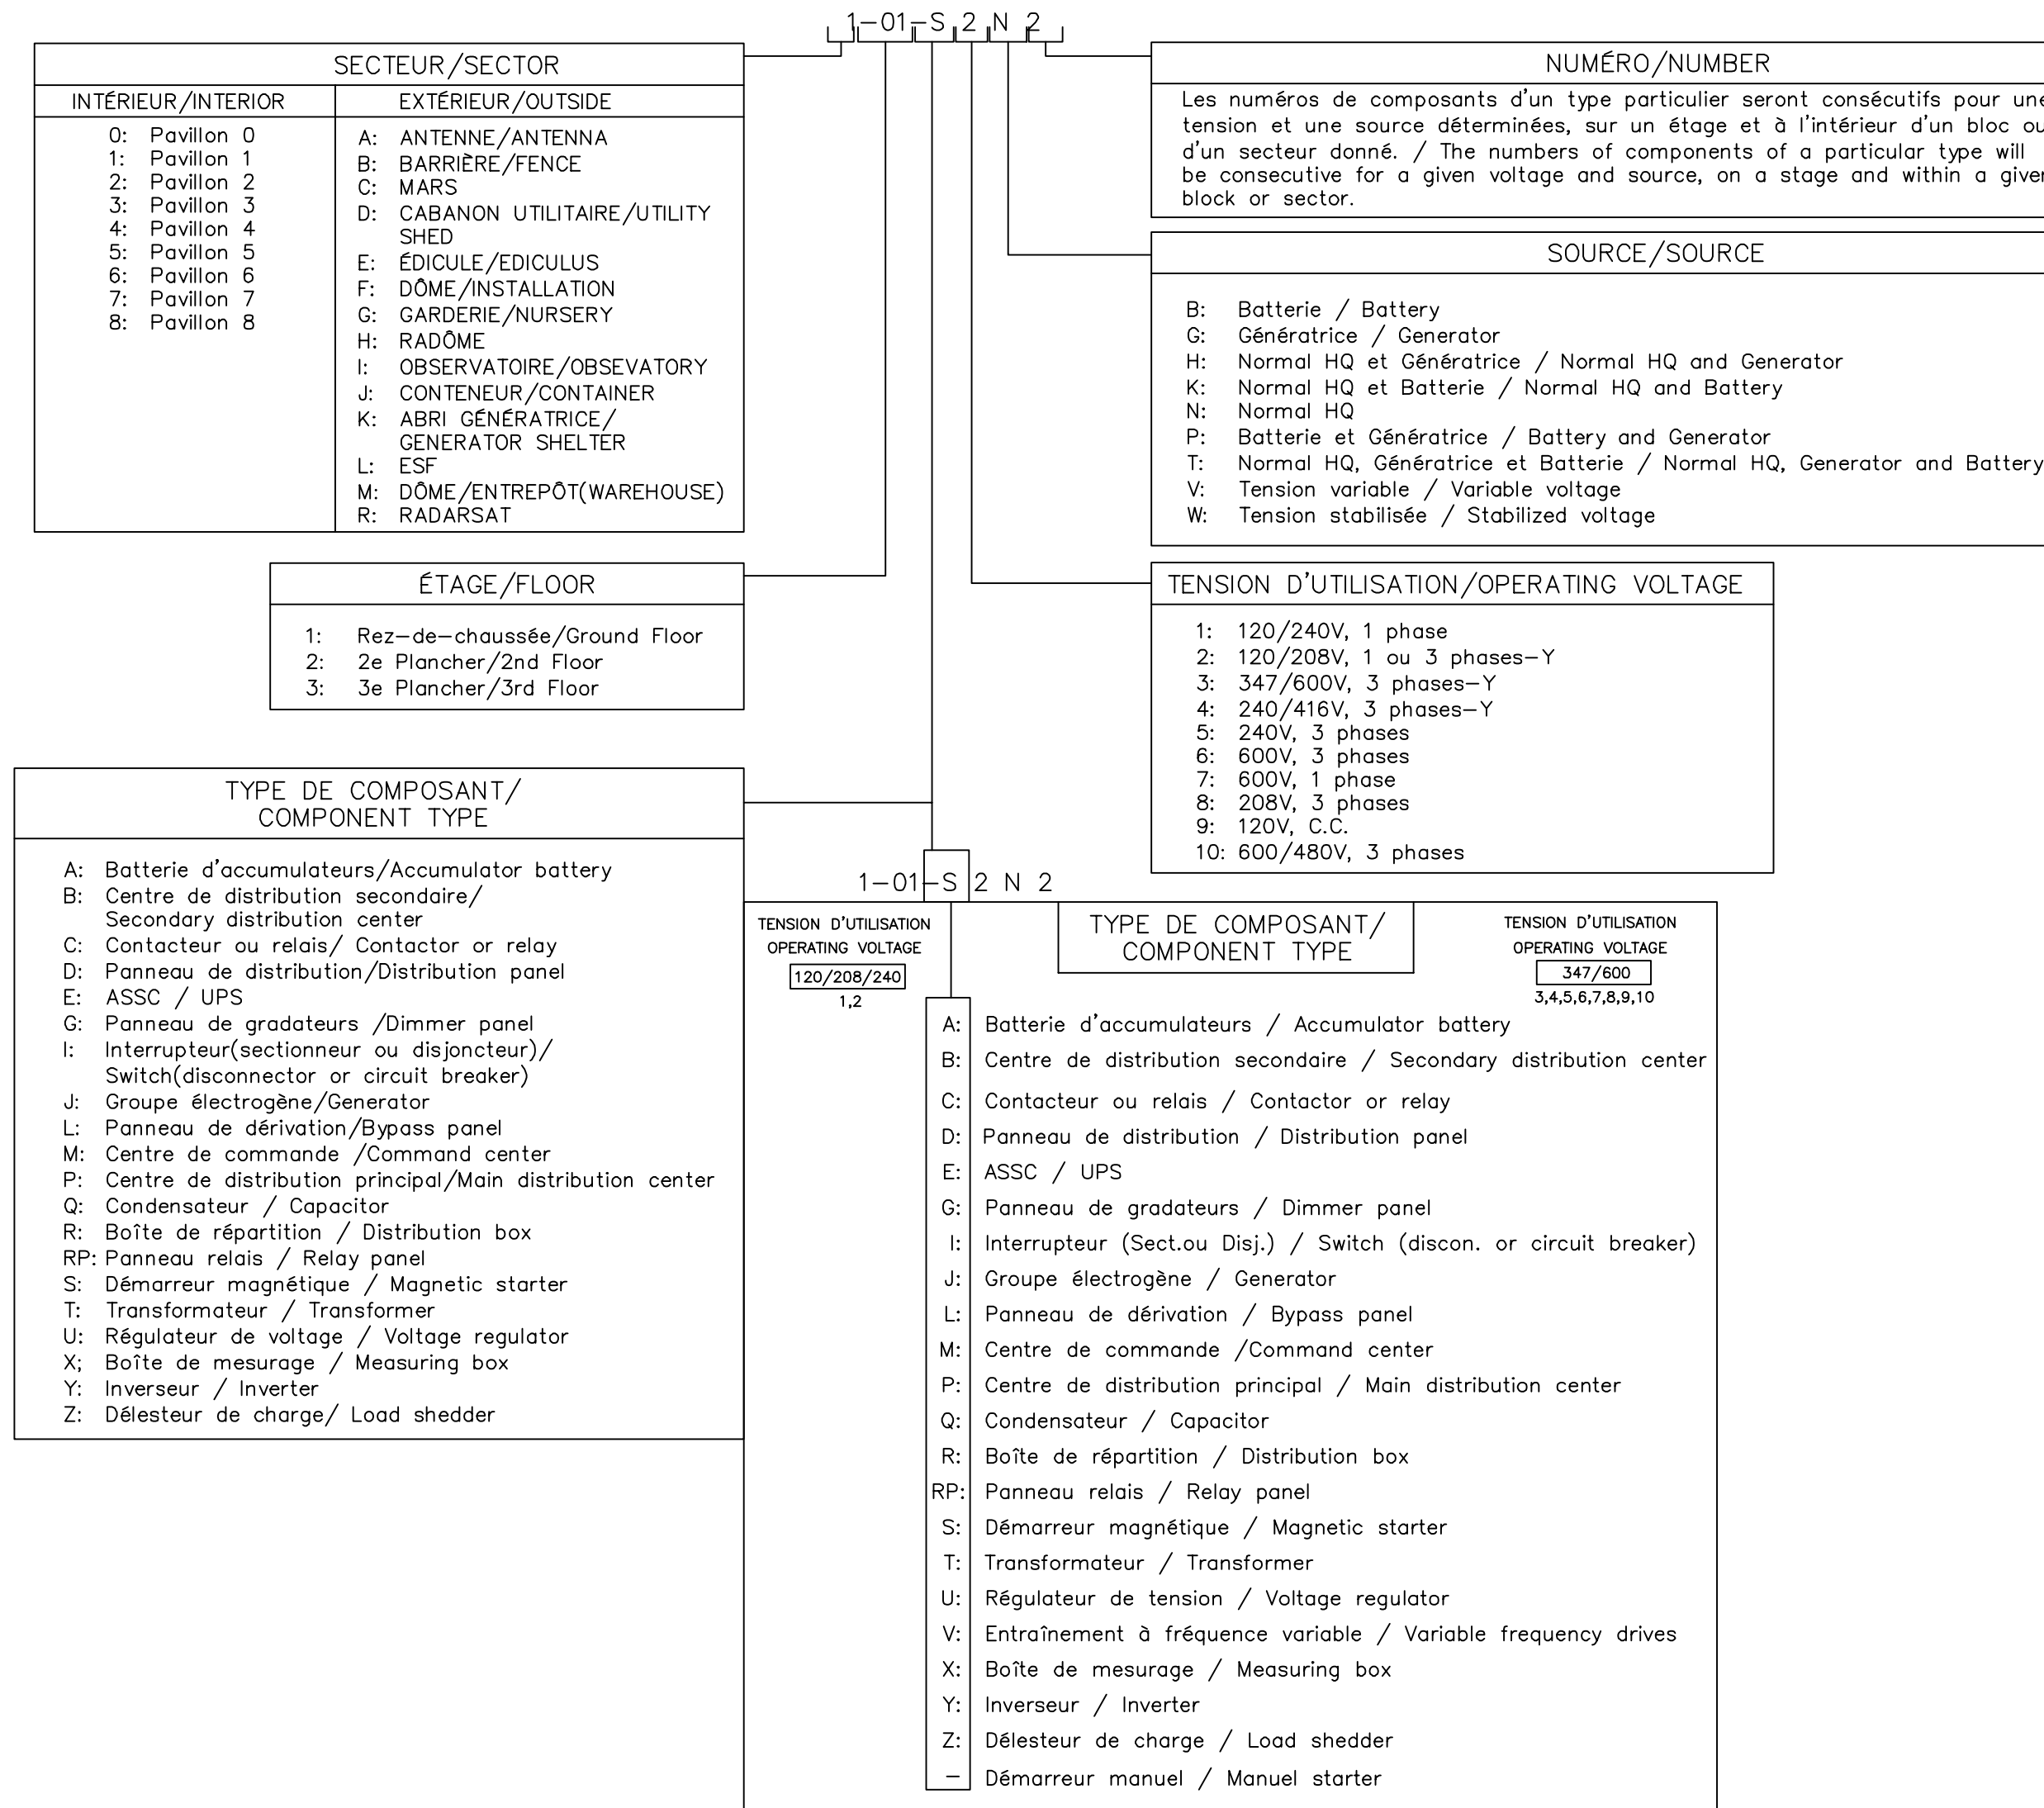 1-01-S 2 N 2
SECTEUR/SECTOR
INTÉRIEUR/INTERIOR
0: Pavillon 0
1: Pavillon 1
2: Pavillon 2
3: Pavillon 3
4: Pavillon 4
5: Pavillon 5
6: Pavillon 6
7: Pavillon 7
8: Pavillon 8
EXTÉRIEUR/OUTSIDE
A: ANTENNE/ANTENNA
B: BARRIÈRE/FENCE
C: MARS
D: CABANON UTILITAIRE/UTILITY
SHED
E: ÉDICULE/EDICULUS
F: DÔME/INSTALLATION
G: GARDERIE/NURSERY
H: RADÔME
I: OBSERVATOIRE/OBSEVATORY
J: CONTENEUR/CONTAINER
K: ABRI GÉNÉRATRICE/
GENERATOR SHELTER
L: ESF
M: DÔME/ENTREPÔT(WAREHOUSE)
R: RADARSAT
NUMÉRO/NUMBER
Les numéros de composants d'un type particulier seront consécutifs pour une
tension et une source déterminées, sur un étage et à l'intérieur d'un bloc ou
d'un secteur donné. / The numbers of components of a particular type will
be consecutive for a given voltage and source, on a stage and within a given
block or sector.
SOURCE/SOURCE
B: Batterie / Battery
G: Génératrice / Generator
H: Normal HQ et Génératrice / Normal HQ and Generator
K: Normal HQ et Batterie / Normal HQ and Battery
N: Normal HQ
P: Batterie et Génératrice / Battery and Generator
T: Normal HQ, Génératrice et Batterie / Normal HQ, Generator and Battery
V: Tension variable / Variable voltage
W: Tension stabilisée / Stabilized voltage
ÉTAGE/FLOOR
1: Rez-de-chaussée/Ground Floor
2: 2e Plancher/2nd Floor
3: 3e Plancher/3rd Floor
TENSION D'UTILISATION/OPERATING VOLTAGE
1: 120/240V, 1 phase
2: 120/208V, 1 ou 3 phases-Y
3: 347/600V, 3 phases-Y
4: 240/416V, 3 phases-Y
5: 240V, 3 phases
6: 600V, 3 phases
7: 600V, 1 phase
8: 208V, 3 phases
9: 120V, C.C.
10: 600/480V, 3 phases
TYPE DE COMPOSANT/
COMPONENT TYPE
A: Batterie d'accumulateurs/Accumulator battery
B: Centre de distribution secondaire/
Secondary distribution center
C: Contacteur ou relais/ Contactor or relay
D: Panneau de distribution/Distribution panel
E: ASSC / UPS
G: Panneau de gradateurs /Dimmer panel
I: Interrupteur(sectionneur ou disjoncteur)/
Switch(disconnector or circuit breaker)
J: Groupe électrogène/Generator
L: Panneau de dérivation/Bypass panel
M: Centre de commande /Command center
P: Centre de distribution principal/Main distribution center
Q: Condensateur / Capacitor
R: Boîte de répartition / Distribution box
RP: Panneau relais / Relay panel
S: Démarreur magnétique / Magnetic starter
T: Transformateur / Transformer
U: Régulateur de voltage / Voltage regulator
X; Boîte de mesurage / Measuring box
Y: Inverseur / Inverter
Z: Délesteur de charge/ Load shedder
1-01-S 2 N 2
TENSION D'UTILISATION
OPERATING VOLTAGE
120/208/240
1,2
TYPE DE COMPOSANT/
COMPONENT TYPE
TENSION D'UTILISATION
OPERATING VOLTAGE
347/600
3,4,5,6,7,8,9,10
A: Batterie d'accumulateurs / Accumulator battery
B: Centre de distribution secondaire / Secondary distribution center
C: Contacteur ou relais / Contactor or relay
D: Panneau de distribution / Distribution panel
E: ASSC / UPS
G: Panneau de gradateurs / Dimmer panel
I: Interrupteur (Sect.ou Disj.) / Switch (discon. or circuit breaker)
J: Groupe électrogène / Generator
L: Panneau de dérivation / Bypass panel
M: Centre de commande /Command center
P: Centre de distribution principal / Main distribution center
Q: Condensateur / Capacitor
R: Boîte de répartition / Distribution box
RP: Panneau relais / Relay panel
S: Démarreur magnétique / Magnetic starter
T: Transformateur / Transformer
U: Régulateur de tension / Voltage regulator
V: Entraînement à fréquence variable / Variable frequency drives
X: Boîte de mesurage / Measuring box
Y: Inverseur / Inverter
Z: Délesteur de charge / Load shedder
- Démarreur manuel / Manuel starter